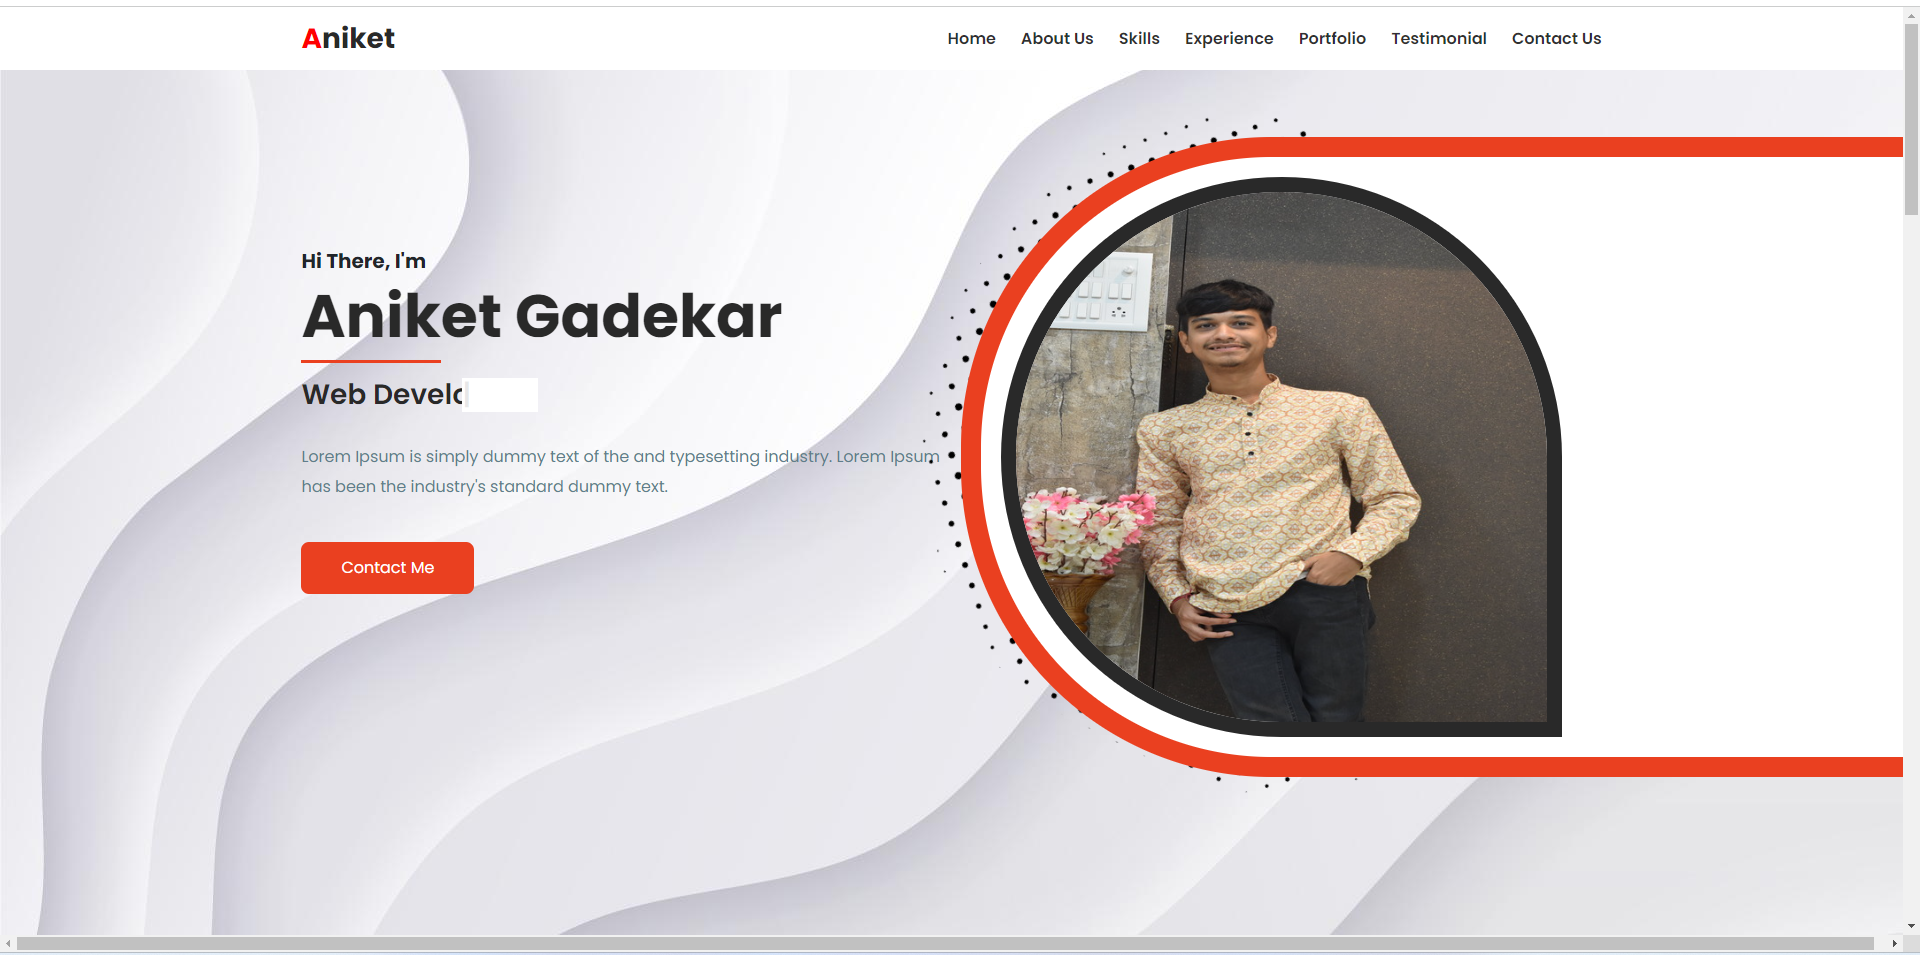 Aniket
Home About Us Skills Experience Portfolio Testimonial Contact Us
Hi There, I'm
Aniket Gadekar
Web Develo
Lorem Ipsum is simply dummy text of the and typesetting industry. Lorem Ipsum
has been the industry's standard dummy text.
Contact Me